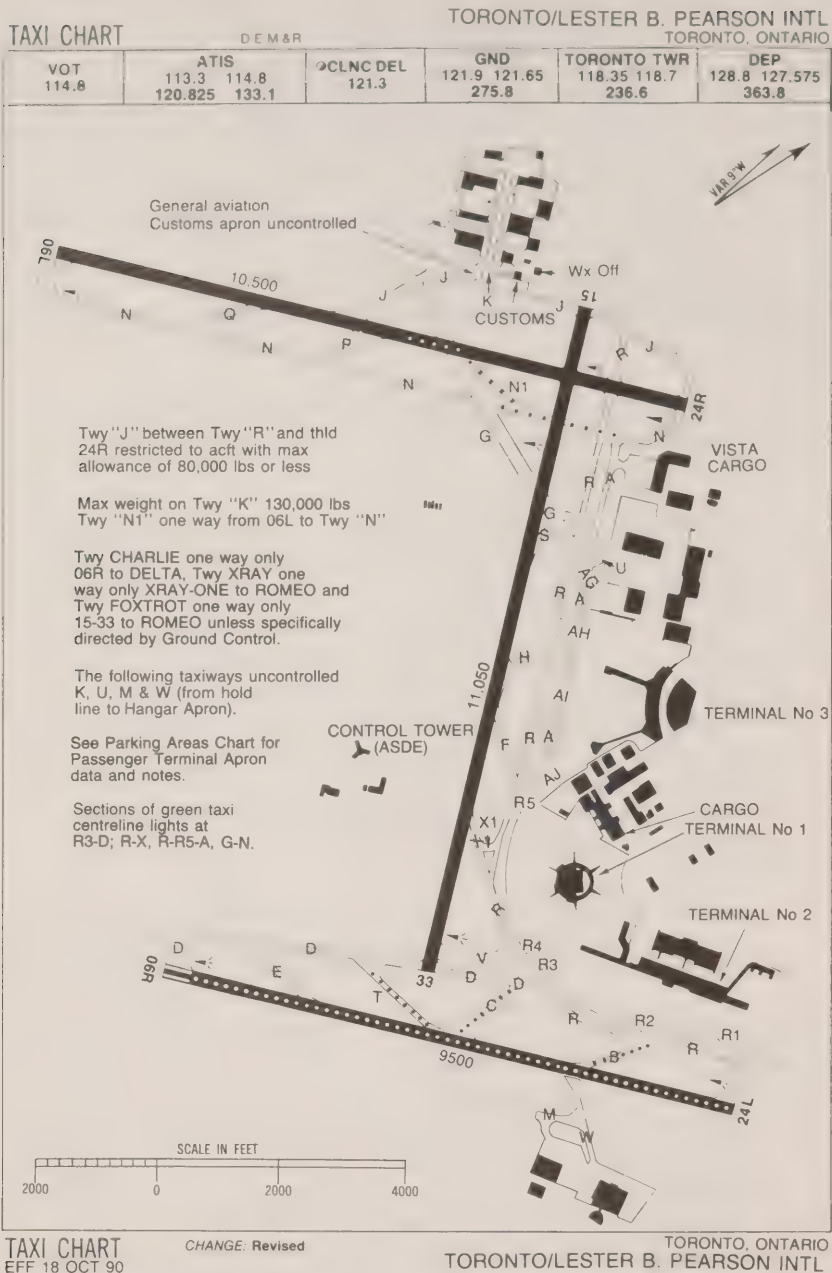 TORONTO/LESTER B. PEARSON INTL
TAXI CHART
D E M & R
TORONTO, ONTARIO
VOT
114.8
ATIS
113.3 114.8
120.825 133.1
CLNC DEL
121.3
GND
121.9 121.65
275.8
TORONTO TWR
118.35 118.7
236.6
DEP
128.8 127.575
363.8
VAR 9°W
General aviation
Customs apron uncontrolled
06L
10,500
J
J
Wx Off
K
J
15
CUSTOMS
N
Q
N
P
N
N1
R
J
24R
N
G
VISTA
CARGO
Twy "J" between Twy "R" and thld
24R restricted to acft with max
allowance of 80,000 lbs or less
Max weight on Twy "K" 130,000 lbs
Twy "N1" one way from 06L to Twy "N"
R A
G
S
Twy CHARLIE one way only
06R to DELTA, Twy XRAY one
way only XRAY-ONE to ROMEO and
Twy FOXTROT one way only
15-33 to ROMEO unless specifically
directed by Ground Control.
U
AG
R A
AH
H
The following taxiways uncontrolled
K, U, M & W (from hold
line to Hangar Apron).
11,050
AI
TERMINAL No 3
CONTROL TOWER
(ASDE)
See Parking Areas Chart for
Passenger Terminal Apron
data and notes.
F R A
AJ
R5
Sections of green taxi
centreline lights at
R3-D; R-X, R-R5-A, G-N.
X1
CARGO
TERMINAL No 1
R
TERMINAL No 2
D
D
V
R4
R3
06R
E
33
D
D
T
C
R
R2
R1
9500
B
R
24L
M
W
SCALE IN FEET
2000 0 2000 4000
TAXI CHART
EFF 18 OCT 90
CHANGE: Revised
TORONTO, ONTARIO
TORONTO/LESTER B. PEARSON INTL